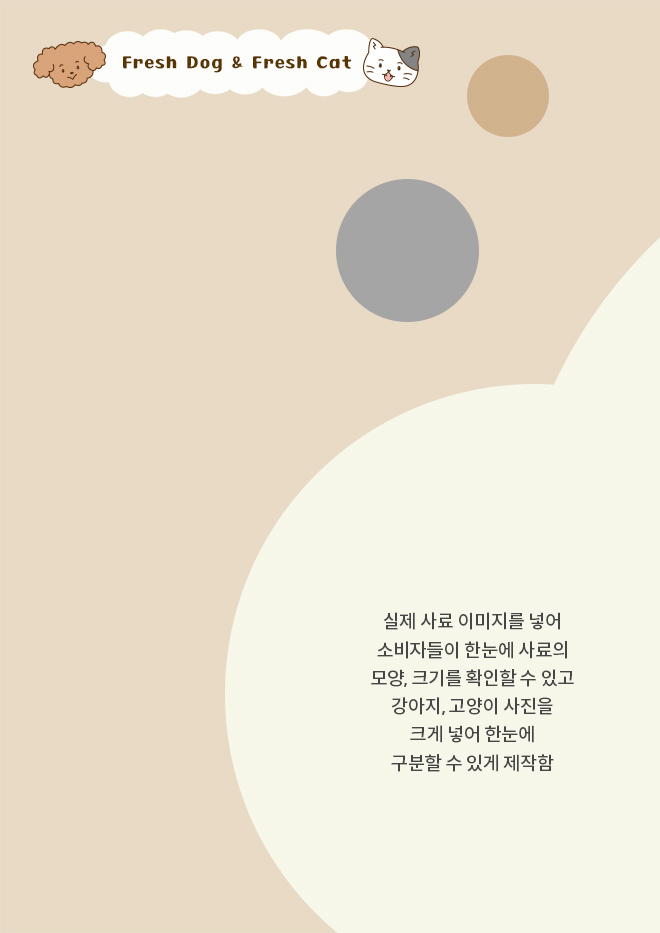 Fresh Dog & Fresh Cat
실제 사료 이미지를 넣어
소비자들이 한눈에 사료의
모양, 크기를 확인할 수 있고
강아지, 고양이 사진을
크게 넣어 한눈에
구분할 수 있게 제작함